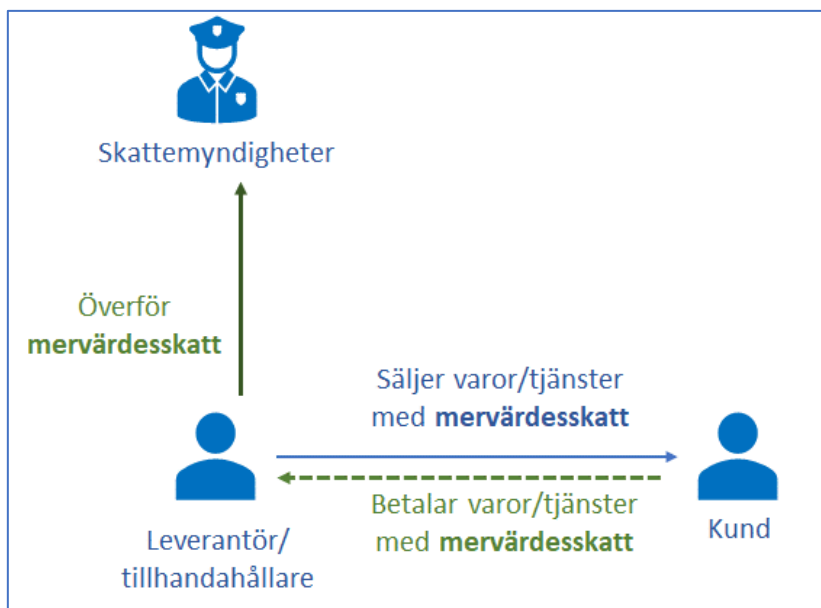 Skattemyndigheter
Överför
mervärdesskatt
Säljer varor/tjänster
med mervärdesskatt
Betalar varor/tjänster
med mervärdesskatt
Leverantör/
tillhandahållare
Kund